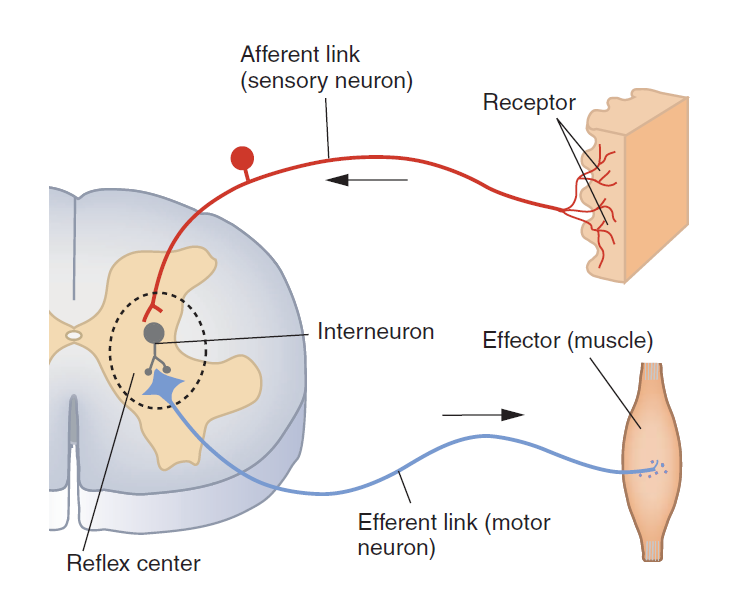 Afferent link
(sensory neuron)
Receptor
Interneuron
Effector (muscle)
Efferent link (motor
neuron)
Reflex center